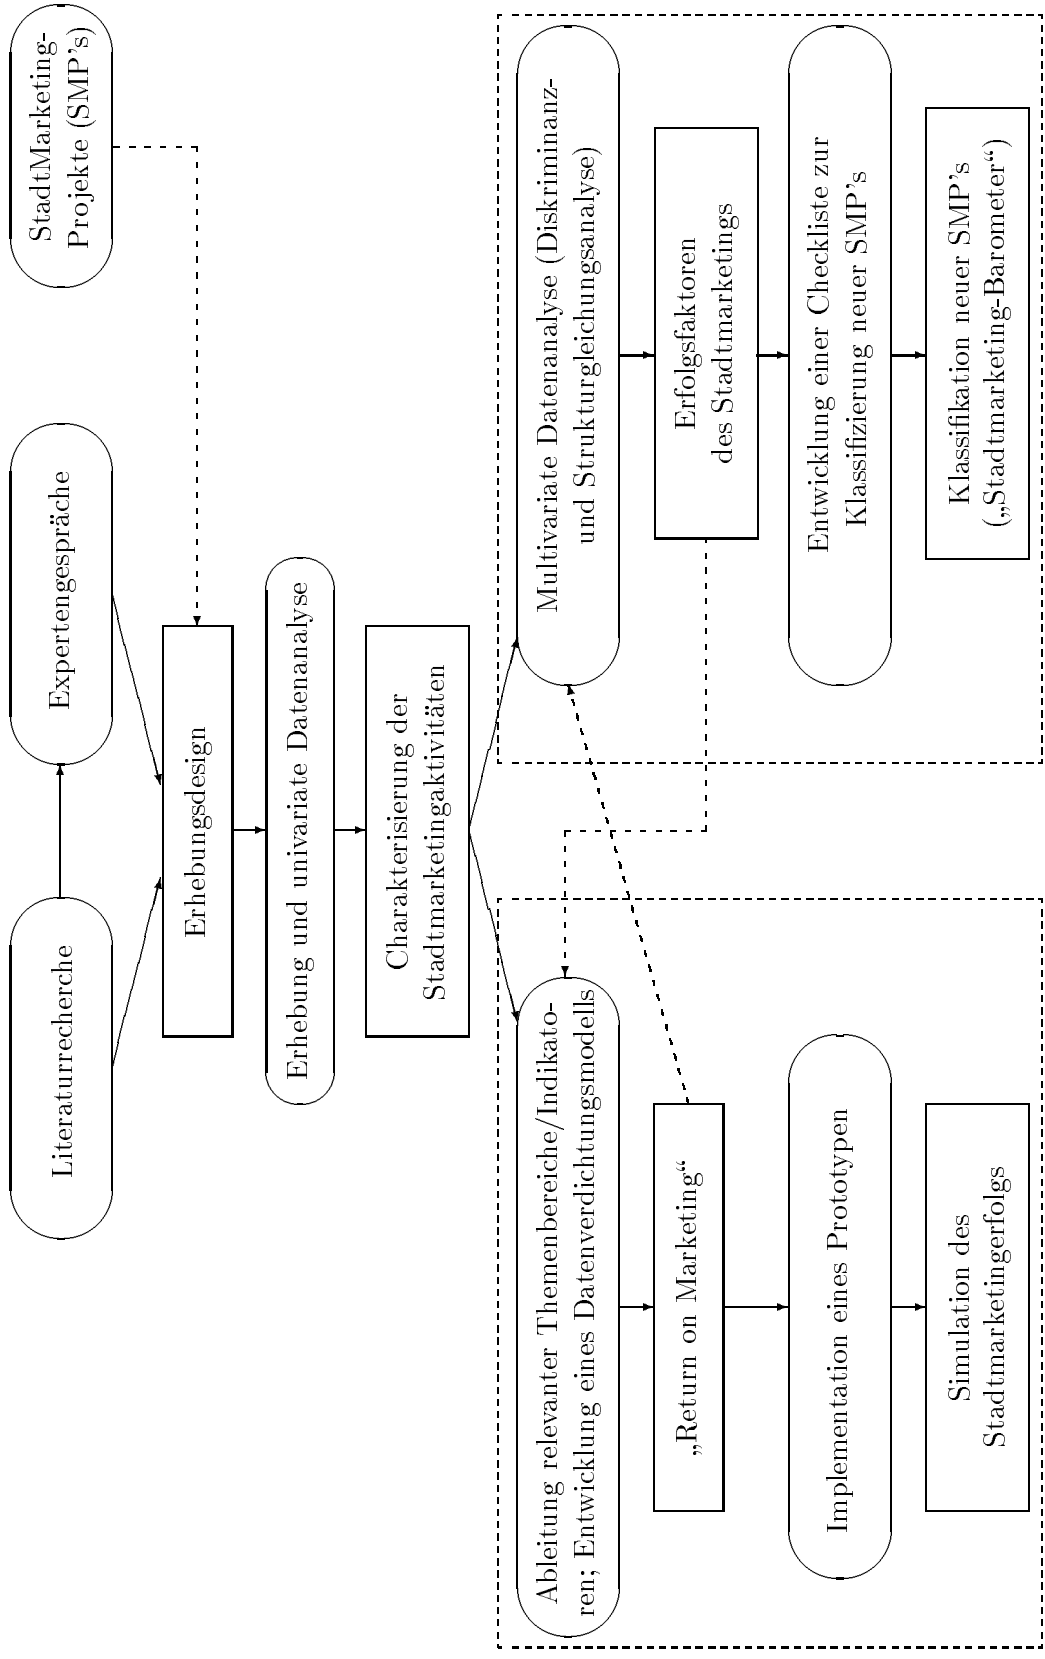 Literaturrecherche
Expertengespräche
StadtMarketing-
Projekte (SMP's)
Erhebungsdesign
Erhebung und univariate Datenanalyse
Charakterisierung der
Stadtmarketingaktivitäten
Ableitung relevanter Themenbereiche/Indikato-
ren; Entwicklung eines Datenverdichtungsmodells
„Return on Marketing“
Implementation eines Prototypen
Simulation des
Stadtmarketingerfolgs
Multivariate Datenanalyse (Diskriminanz-
und Strukturgleichungsanalyse)
Erfolgsfaktoren
des Stadtmarketings
Entwicklung einer Checkliste zur
Klassifizierung neuer SMP's
Klassifikation neuer SMP's
(„Stadtmarketing-Barometer“)